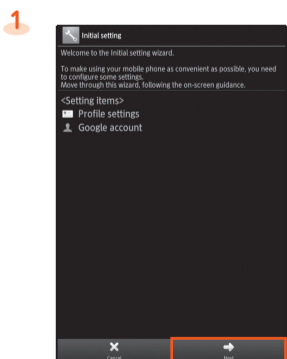 1
Initial setting
Welcome to the Initial setting wizard.
To make using your mobile phone as convenient as possible, you need
to configure some settings.
Move through this wizard, following the on-screen guidance.
<Setting items>
Profile settings
Google account
Cancel
Next